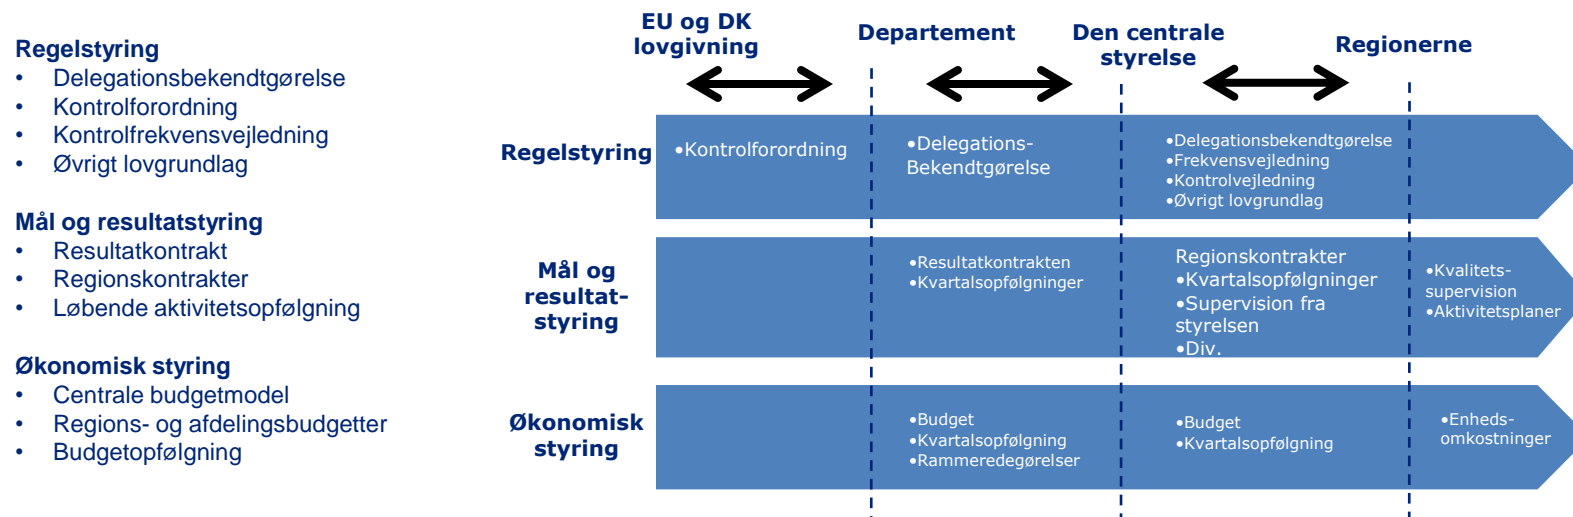 Regelstyring
• Delegationsbekendtgørelse
• Kontrolforordning
• Kontrolfrekvensvejledning
• Øvrigt lovgrundlag
Mål og resultatstyring
• Resultatkontrakt
• Regionskontrakter
• Løbende aktivitetsopfølgning
Økonomisk styring
• Centrale budgetmodel
• Regions- og afdelingsbudgetter
• Budgetopfølgning
EU og DK
lovgivning
Departement
Den centrale
styrelse
Regionerne
Regelstyring
•Kontrolforordning
•Delegations-
Bekendtgørelse
•Delegationsbekendtgørelse
•Frekvensvejledning
•Kontrolvejledning
•Øvrigt lovgrundlag
Mål og
resultat-
styring
•Resultatkontrakten
•Kvartalsopfølgninger
Regionskontrakter
•Kvartalsopfølgninger
•Supervision fra
styrelsen
•Div.
•Kvalitets-
supervision
•Aktivitetsplaner
Økonomisk
styring
•Budget
•Kvartalsopfølgning
•Rammeredegørelser
•Budget
•Kvartalsopfølgning
•Enheds-
omkostninger